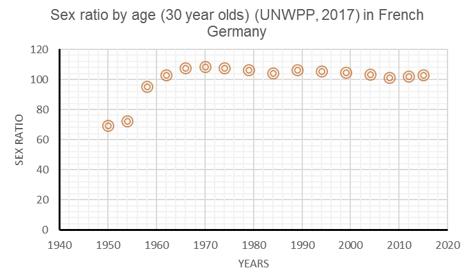 Sex ratio by age (30 year olds) (UNWPP, 2017) in French
Germany
120
100
80
60
40
20
0
SEX RATIO
1940 1950 1960 1970 1980 1990 2000 2010 2020
YEARS